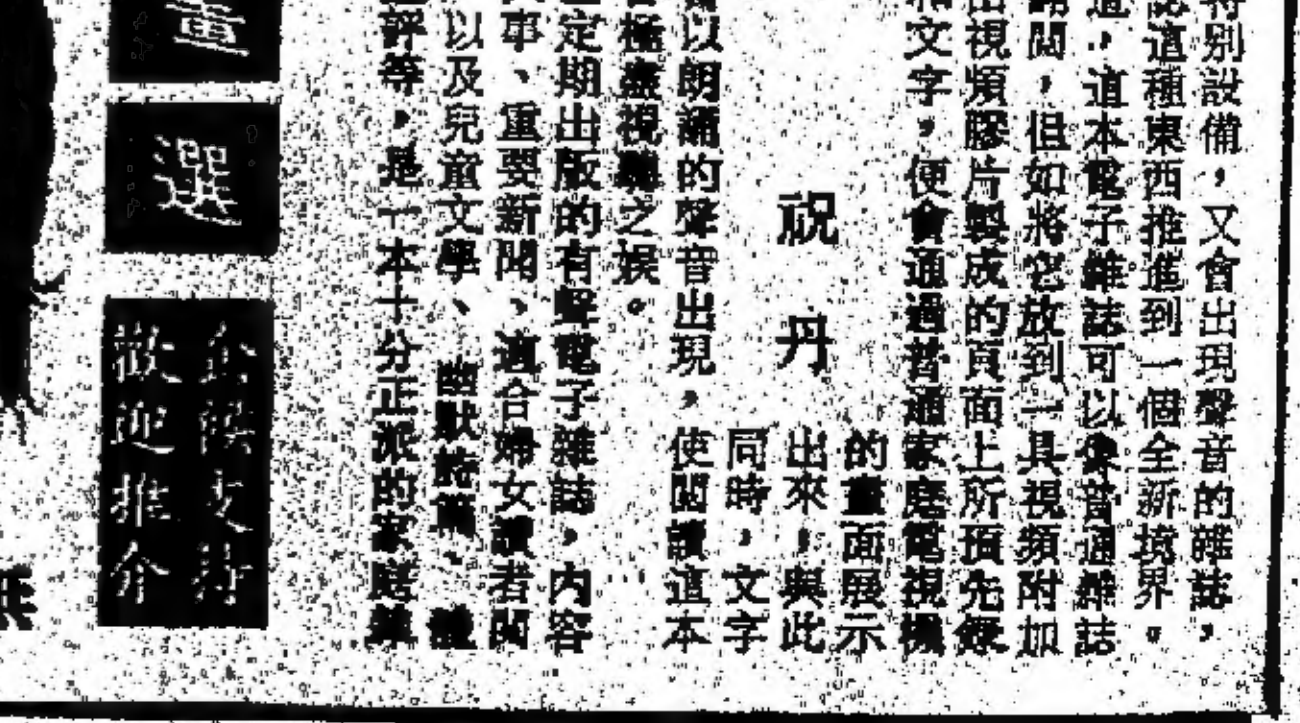 特别設備,又會出現聲音的雜誌,
誌這種東西推進到一個全新境界。
道,這本電子雜誌可以像普通雜誌
翻閱,但如將它放到一具視頻附加
出視頻膠片製成的頁面上所預先錄
和文字,便會通過普通家庭電視機
的畫面展示
出來,與此
同時,文字
祝丹
以朗誦的聲音出現,使閱讀這本
極盡視聽之娛。
定期出版的有聲電子雜誌,內容
事、重要新聞、適合婦女讀者閱
以及兒童文學、幽默
評等,是一本十分正派的家庭雜
畫
選
支持
歡迎推介